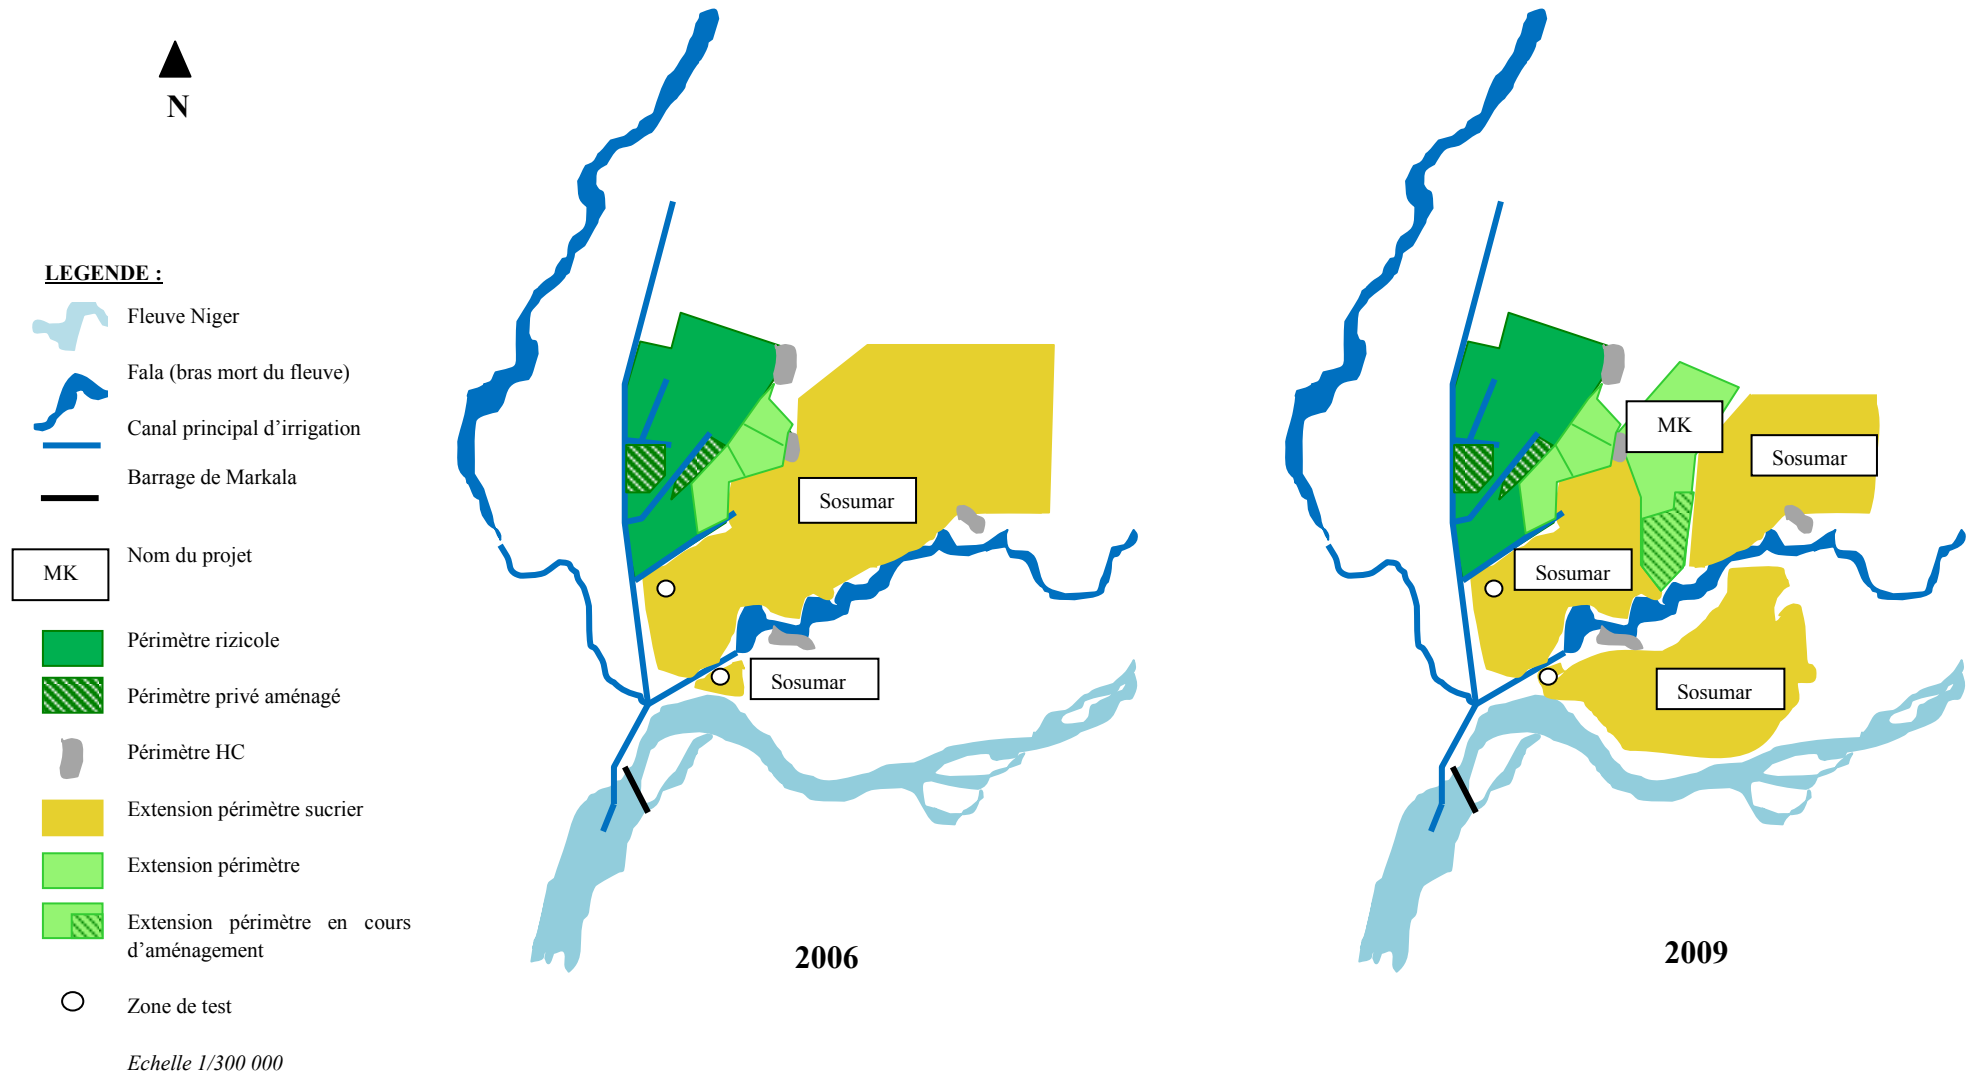 N
LEGENDE :
Fleuve Niger
Fala (bras mort du fleuve)
Canal principal d’irrigation
Barrage de Markala
MK
Nom du projet
Périmètre rizicole
Périmètre privé aménagé
Périmètre HC
Extension périmètre sucrier
Extension périmètre
Extension périmètre en cours
d’aménagement
Zone de test
Echelle 1/300 000
Sosumar
Sosumar
2006
MK
Sosumar
Sosumar
Sosumar
2009